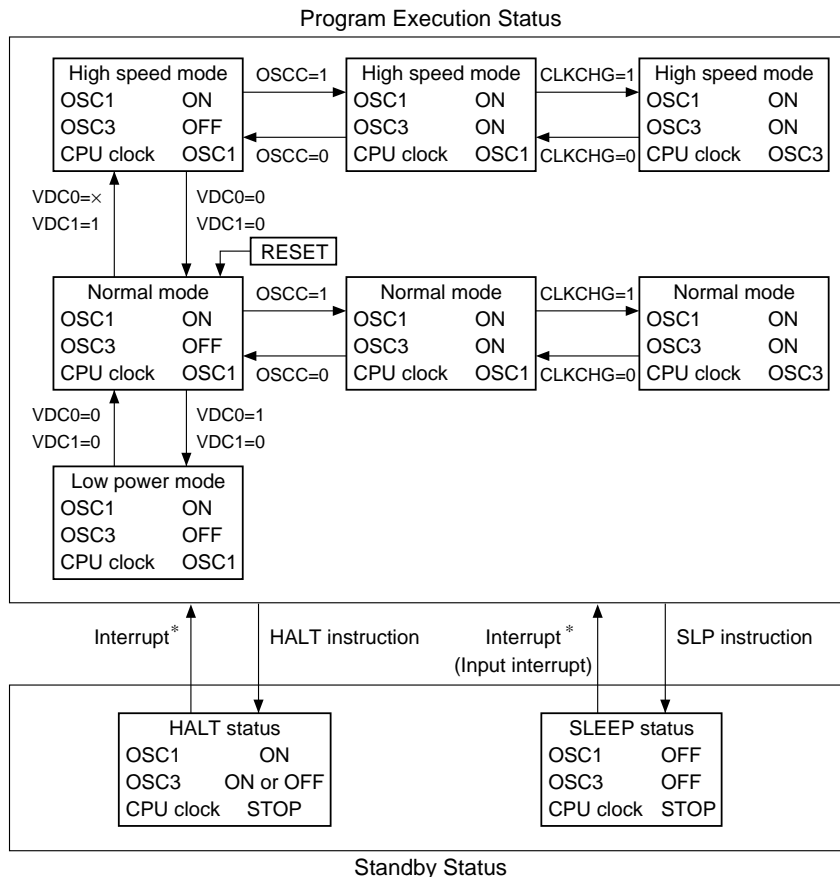 Program Execution Status
High speed mode
OSC1 ON
OSC3 OFF
CPU clock OSC1
OSCC=1
OSCC=0
High speed mode
OSC1 ON
OSC3 ON
CPU clock OSC1
CLKCHG=1
CLKCHG=0
High speed mode
OSC1 ON
OSC3 ON
CPU clock OSC3
VDC0=×
VDC1=1
VDC0=0
VDC1=0
RESET
Normal mode
OSC1 ON
OSC3 OFF
CPU clock OSC1
OSCC=1
OSCC=0
Normal mode
OSC1 ON
OSC3 ON
CPU clock OSC1
CLKCHG=1
CLKCHG=0
Normal mode
OSC1 ON
OSC3 ON
CPU clock OSC3
VDC0=0
VDC1=0
VDC0=1
VDC1=0
Low power mode
OSC1 ON
OSC3 OFF
CPU clock OSC1
Interrupt*
HALT instruction
Interrupt*
(Input interrupt)
SLP instruction
HALT status
OSC1 ON
OSC3 ON or OFF
CPU clock STOP
SLEEP status
OSC1 OFF
OSC3 OFF
CPU clock STOP
Standby Status